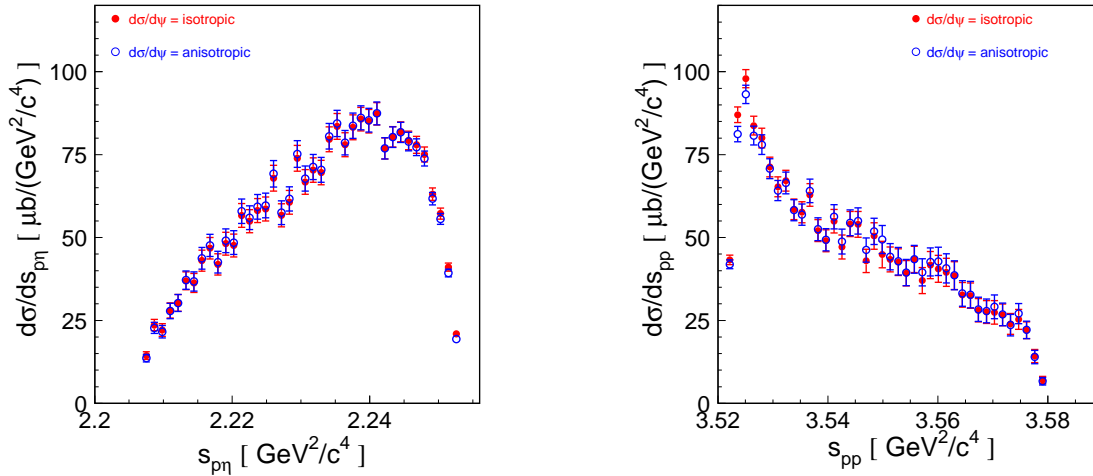 dσ/dψ = isotropic
dσ/dψ = anisotropic
dσ/ds_pη [ μb/(GeV²/c⁴) ]
100
75
50
25
0
2.2 2.22 2.24
s_pη [ GeV²/c⁴ ]
dσ/dψ = isotropic
dσ/dψ = anisotropic
dσ/ds_pp [ μb/(GeV²/c⁴) ]
100
75
50
25
0
3.52 3.54 3.56 3.58
s_pp [ GeV²/c⁴ ]